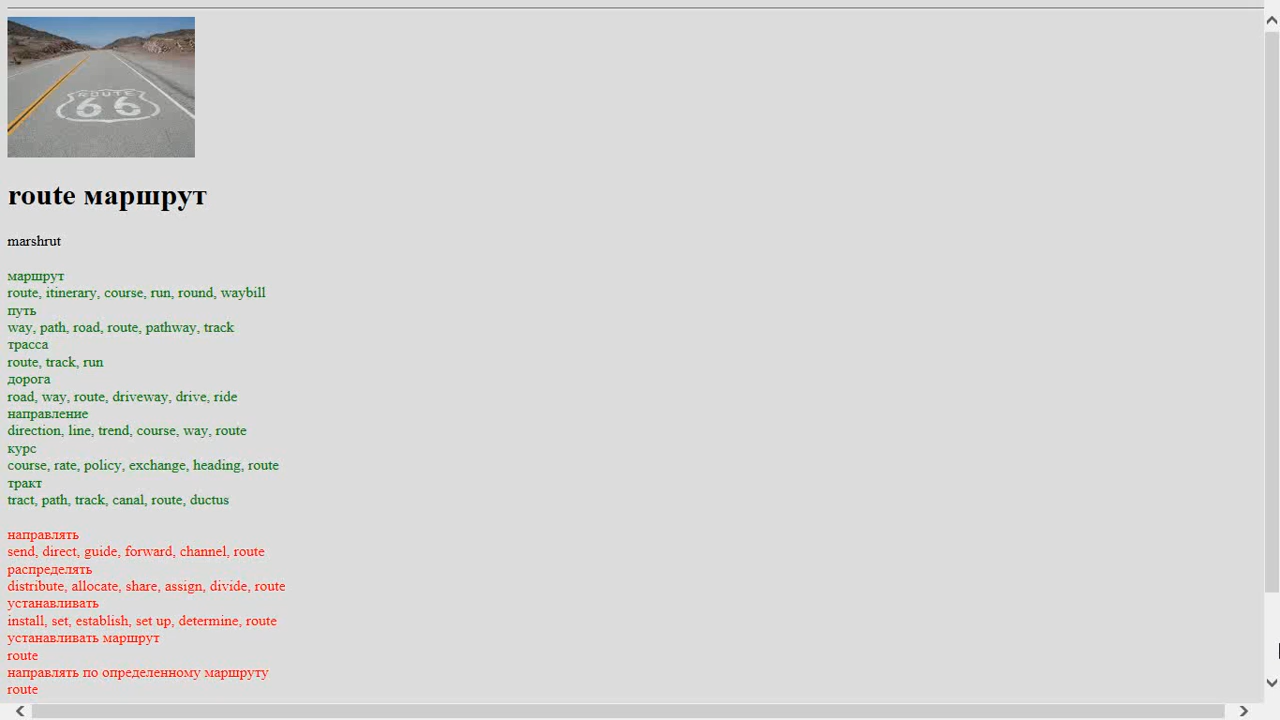 ROUTE
66
route маршрут
marshrut
маршрут
route, itinerary, course, run, round, waybill
путь
way, path, road, route, pathway, track
трасса
route, track, run
дорога
road, way, route, driveway, drive, ride
направление
direction, line, trend, course, way, route
курс
course, rate, policy, exchange, heading, route
тракт
tract, path, track, canal, route, ductus
направлять
send, direct, guide, forward, channel, route
распределять
distribute, allocate, share, assign, divide, route
устанавливать
install, set, establish, set up, determine, route
устанавливать маршрут
route
направлять по определенному маршруту
route